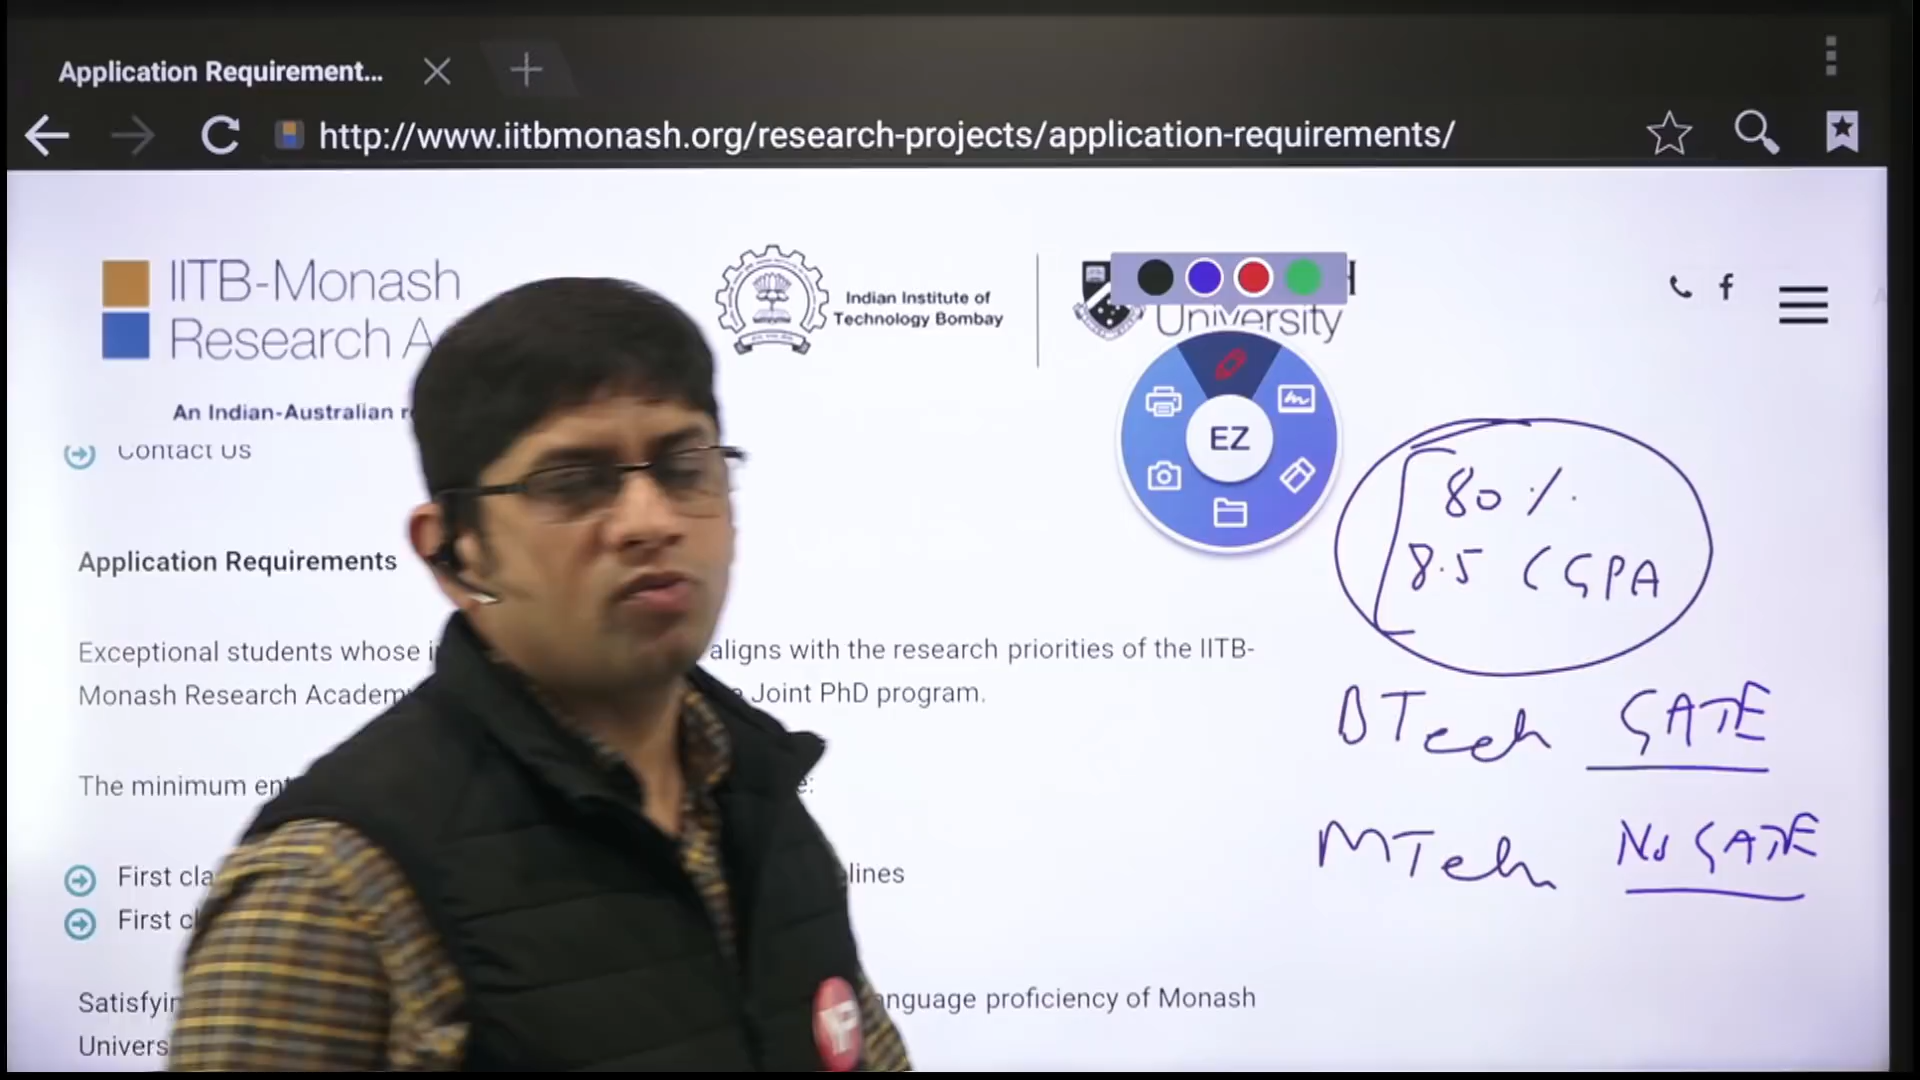 Application Requirement...
http://www.iitbmonash.org/research-projects/application-requirements/
IITB-Monash
Research A
An Indian-Australian
Indian Institute of
Technology Bombay
University
EZ
Contact Us
80 %
8.5 CGPA
BTech GATE
MTech No GATE
Application Requirements
Exceptional students whose aligns with the research priorities of the IITB-
Monash Research Academ Joint PhD program.
The minimum
First cla lines
First
Satisfyin anguage proficiency of Monash
Univers